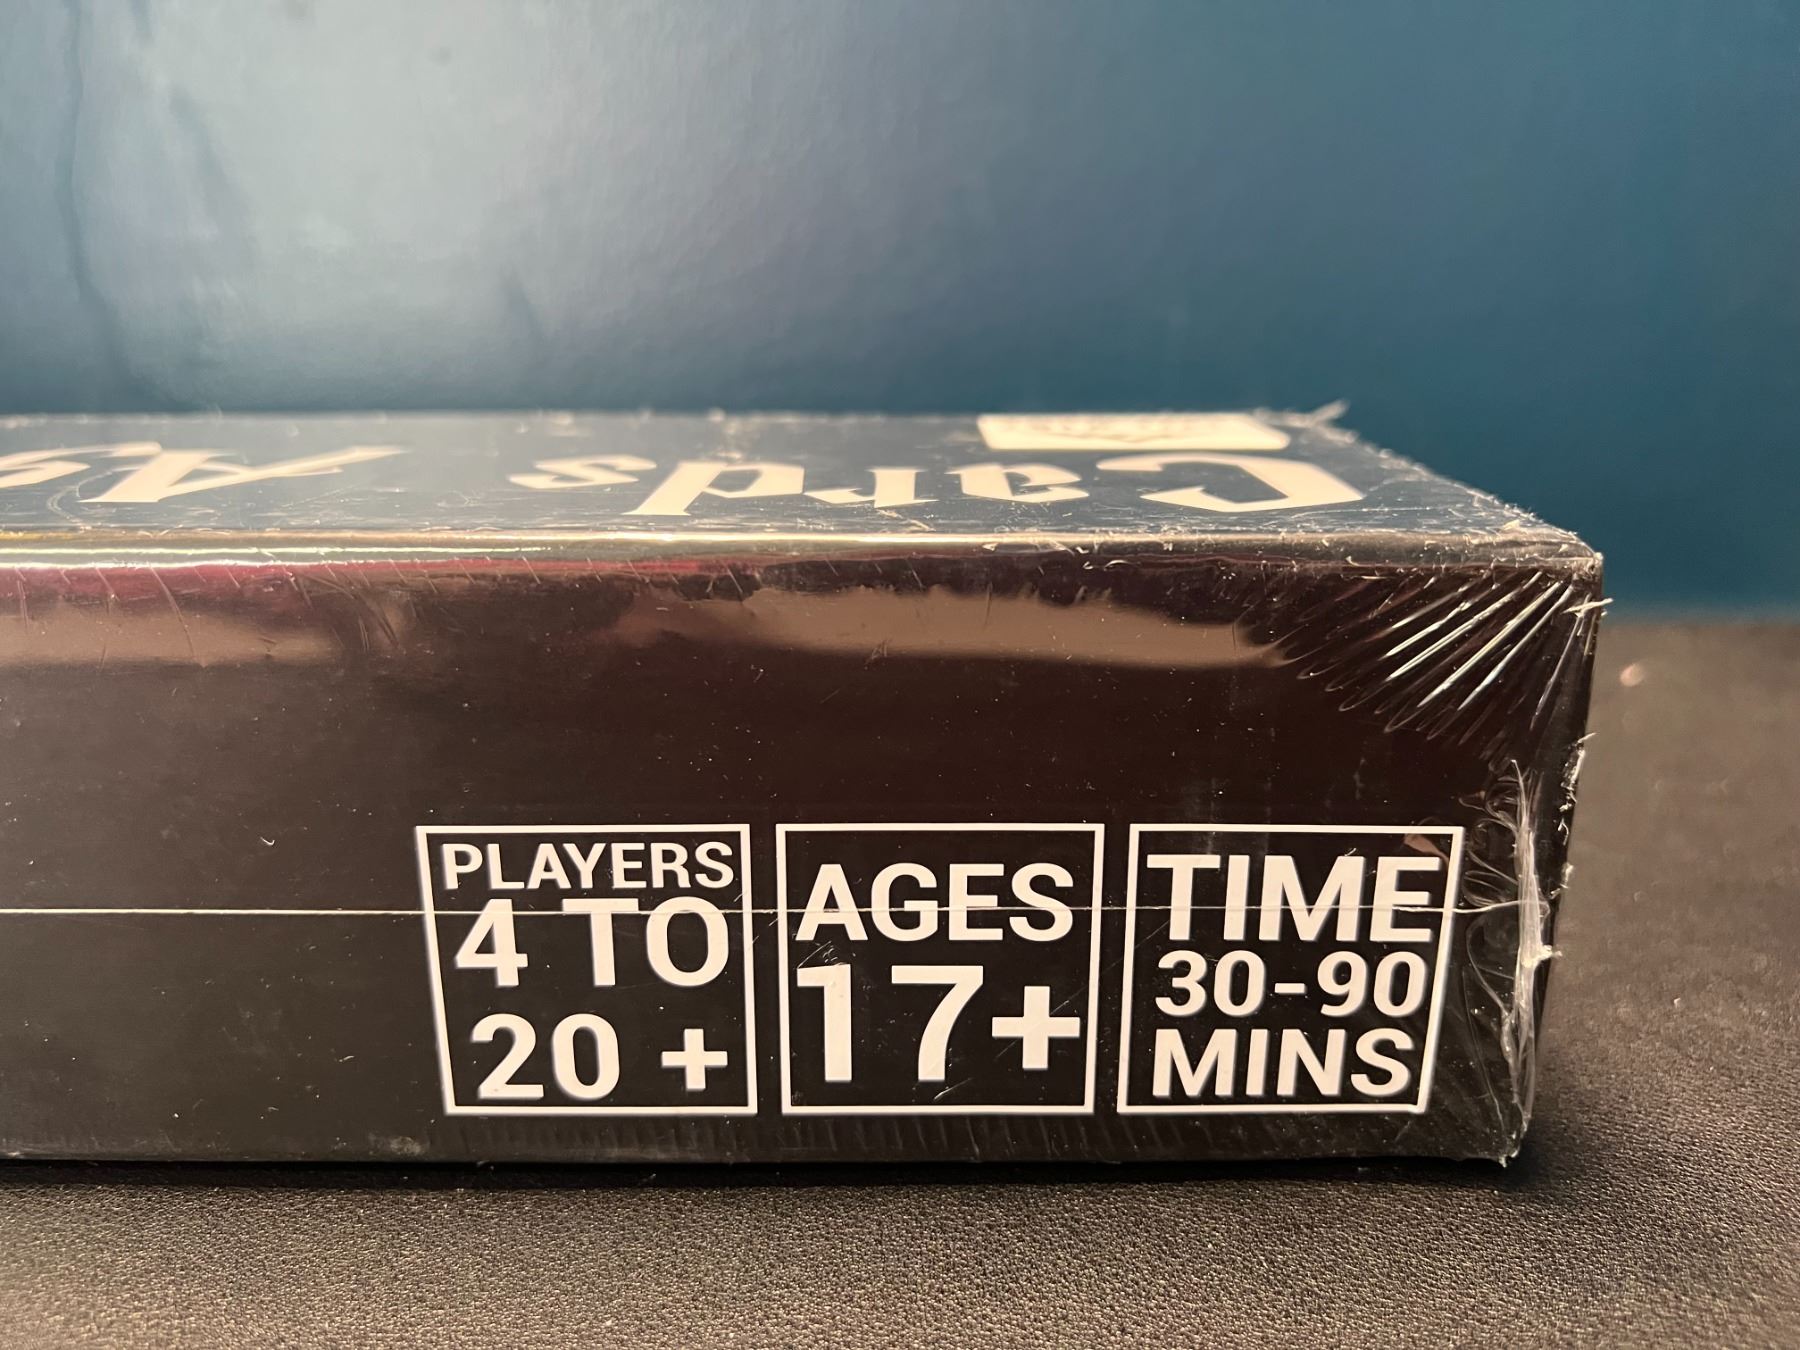 Cards
PLAYERS
4 TO
20 +
AGES
17+
TIME
30-90
MINS